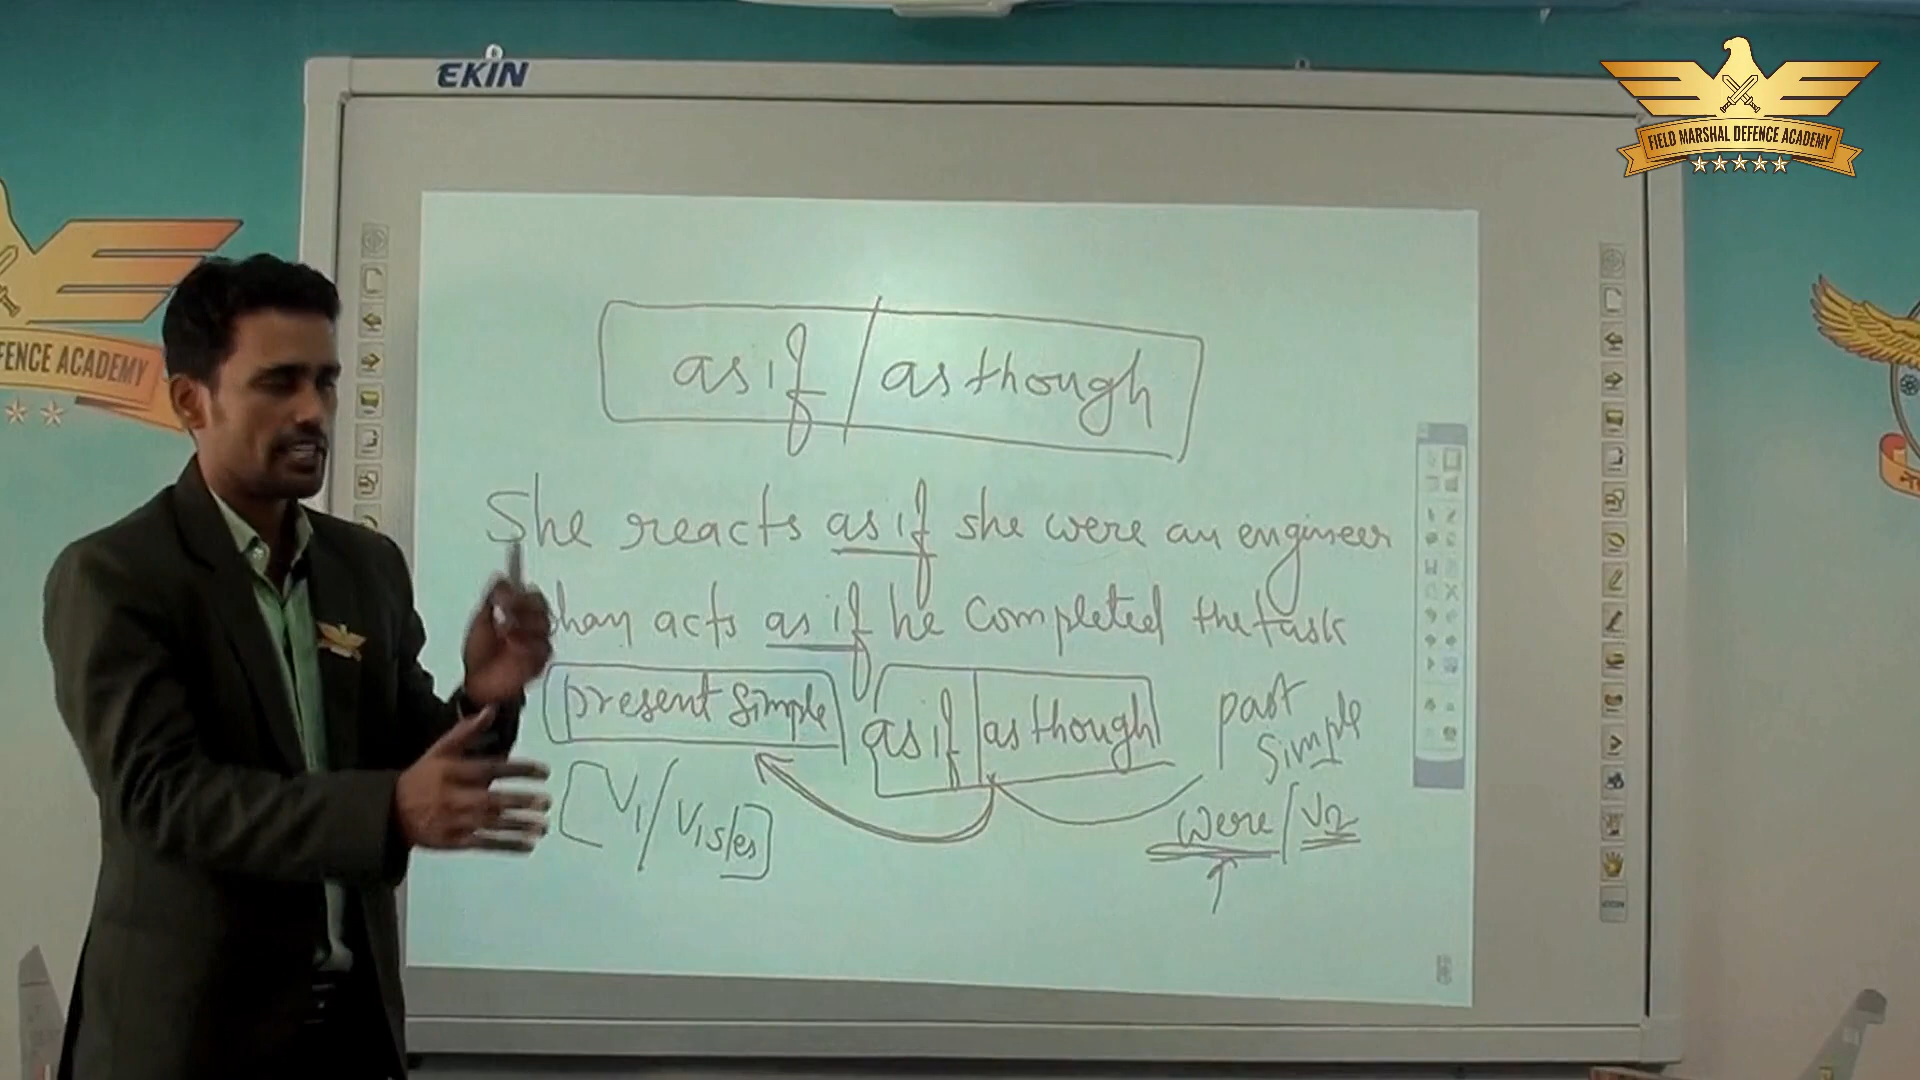 EKIN
FIELD MARSHAL DEFENCE ACADEMY
FENCE ACADEMY
as if / as though
She reacts as if she were an engineer
acts as if he completed the task
present simple as if | as though past simple
[V1 / V1 s/es]
were / V2